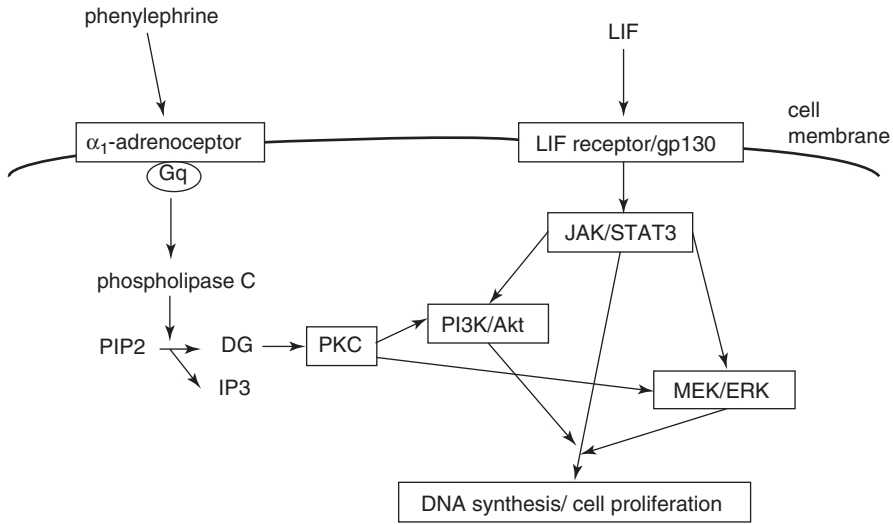 phenylephrine
LIF
cell
membrane
α₁-adrenoceptor
LIF receptor/gp130
Gq
JAK/STAT3
phospholipase C
PI3K/Akt
PIP2
DG
PKC
IP3
MEK/ERK
DNA synthesis/ cell proliferation